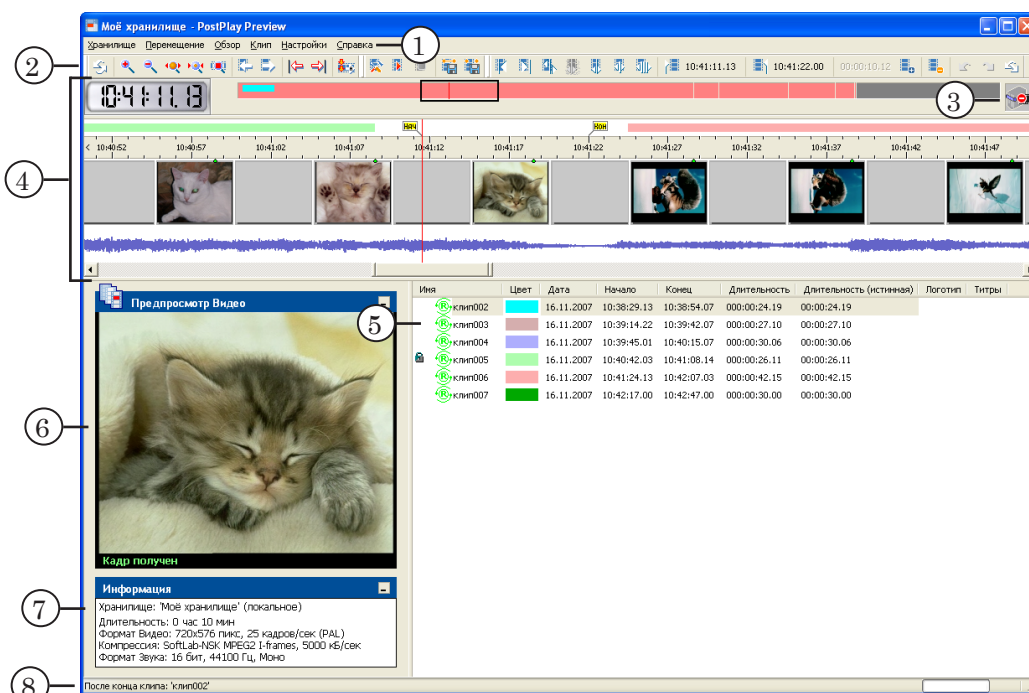 Моё хранилище - PostPlay Preview
Хранилище Перемещение Обзор Клип Настройки Справка
1
2
10:41:11.13 10:41:22.00 00:00:10.12
10:41:11.13
3
Нач Кон
< 10:40:52 10:40:57 10:41:02 10:41:07 10:41:12 10:41:17 10:41:22 10:41:27 10:41:32 10:41:37 10:41:42 10:41:47
4
Предпросмотр Видео
Имя Цвет Дата Начало Конец Длительность Длительность (истинная) Логотип Титры
R клип002 16.11.2007 10:38:29.13 10:38:54.07 000:00:24.19 00:00:24.19
5
R клип003 16.11.2007 10:39:14.22 10:39:42.07 000:00:27.10 00:00:27.10
R клип004 16.11.2007 10:39:45.01 10:40:15.07 000:00:30.06 00:00:30.06
R клип005 16.11.2007 10:40:42.03 10:41:08.14 000:00:26.11 00:00:26.11
R клип006 16.11.2007 10:41:24.13 10:42:07.03 000:00:42.15 00:00:42.15
R клип007 16.11.2007 10:42:17.00 10:42:47.00 000:00:30.00 00:00:30.00
6
Кадр получен
Информация
7
Хранилище: 'Моё хранилище' (локальное)
Длительность: 0 час 10 мин
Формат Видео: 720x576 пикс, 25 кадров/сек (PAL)
Компрессия: SoftLab-NSK MPEG2 I-frames, 5000 кБ/сек
Формат Звука: 16 бит, 44100 Гц, Моно
8
После конца клипа: 'клип002'